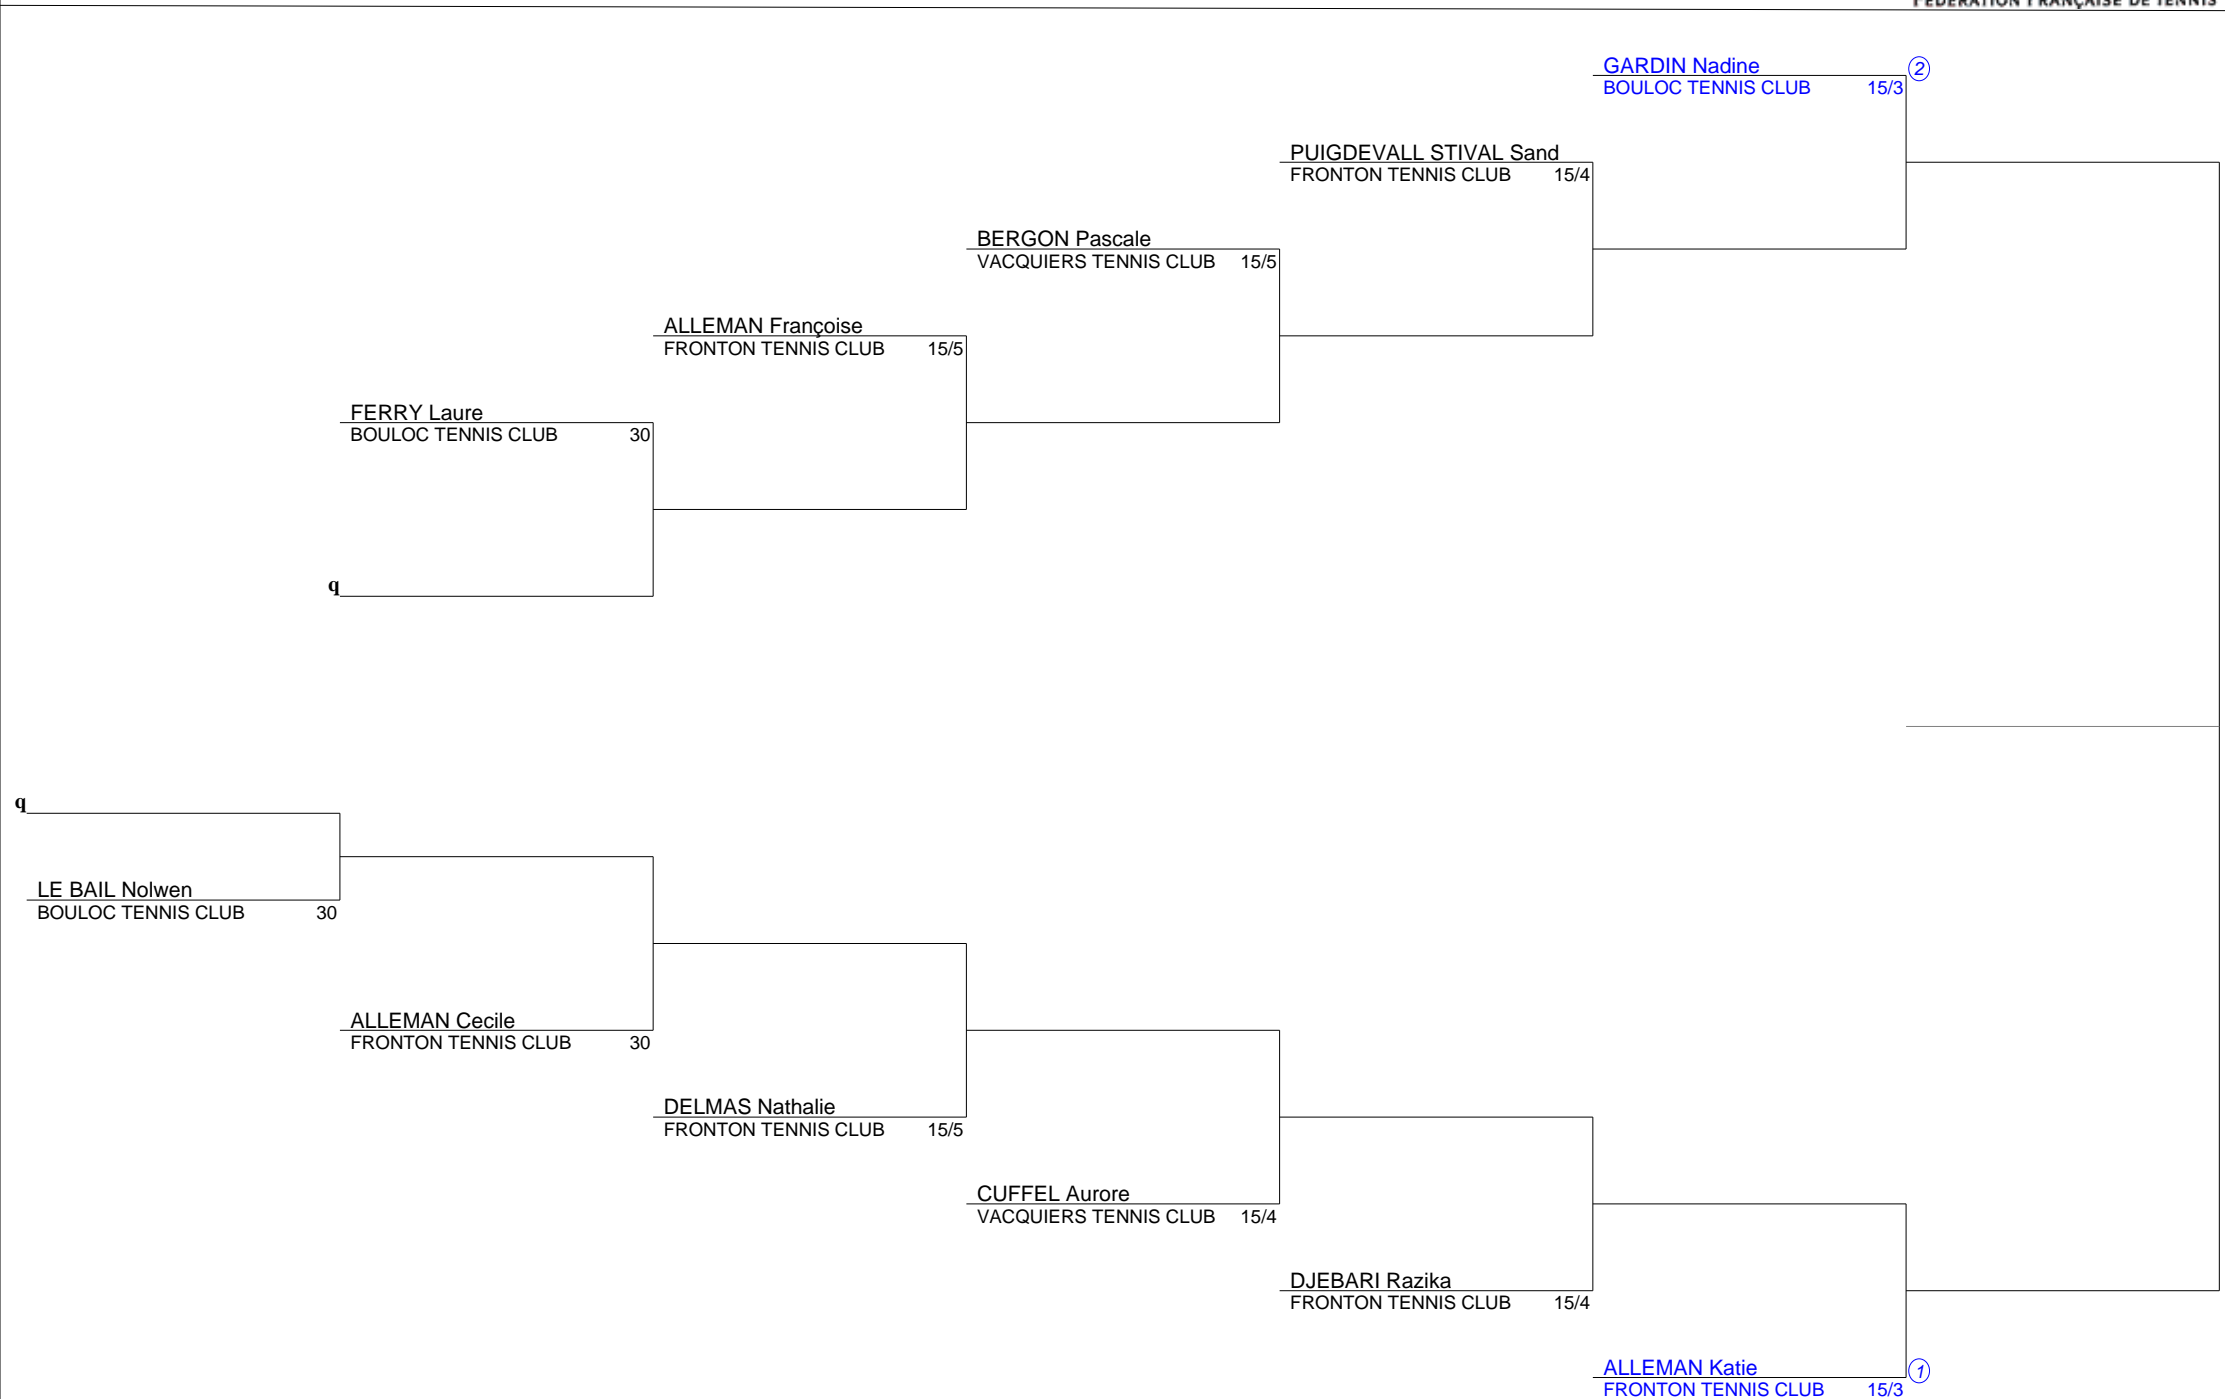 FÉDÉRATION FRANÇAISE DE TENNIS
GARDIN Nadine 2
BOULOC TENNIS CLUB 15/3
PUIGDEVALL STIVAL Sand
FRONTON TENNIS CLUB 15/4
BERGON Pascale
VACQUIERS TENNIS CLUB 15/5
ALLEMAN Françoise
FRONTON TENNIS CLUB 15/5
FERRY Laure
BOULOC TENNIS CLUB 30
q
q
LE BAIL Nolwen
BOULOC TENNIS CLUB 30
ALLEMAN Cecile
FRONTON TENNIS CLUB 30
DELMAS Nathalie
FRONTON TENNIS CLUB 15/5
CUFFEL Aurore
VACQUIERS TENNIS CLUB 15/4
DJEBARI Razika
FRONTON TENNIS CLUB 15/4
ALLEMAN Katie 1
FRONTON TENNIS CLUB 15/3